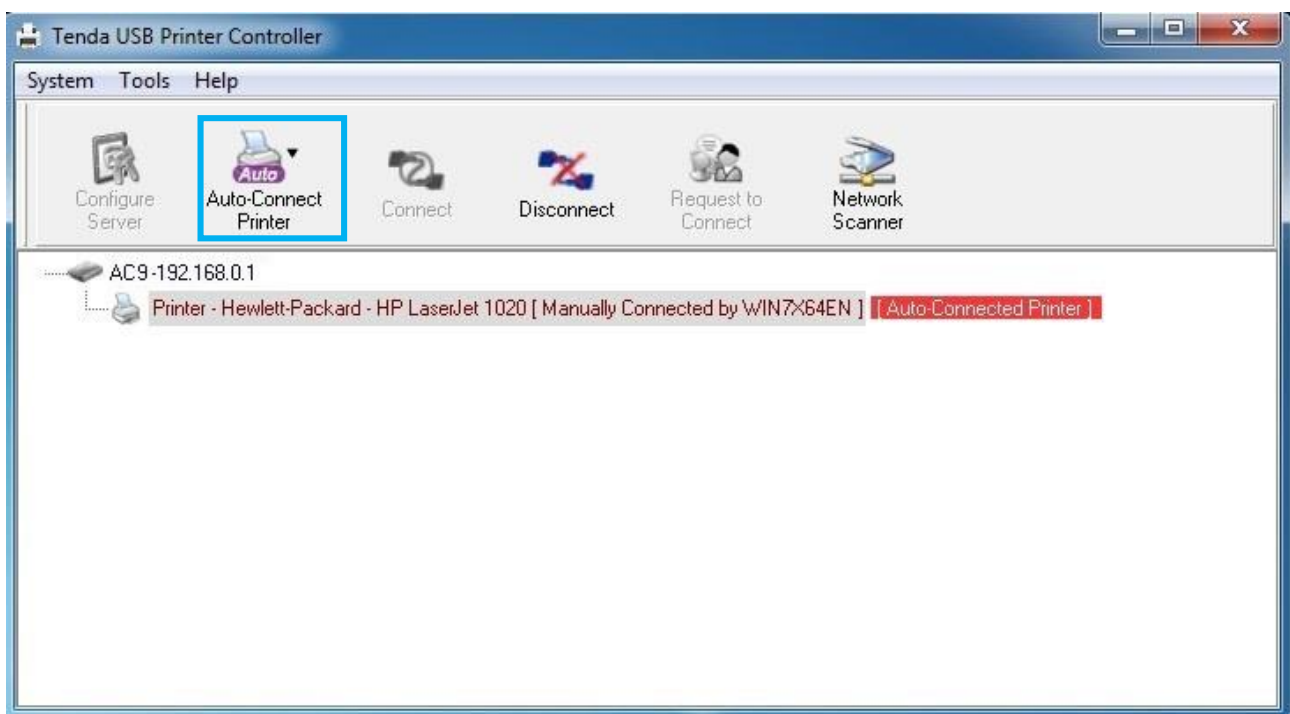 Tenda USB Printer Controller
System Tools Help
Auto
Configure Server
Auto-Connect Printer
Connect
Disconnect
Request to Connect
Network Scanner
AC9-192.168.0.1
Printer - Hewlett-Packard - HP LaserJet 1020 [ Manually Connected by WIN7X64EN ] [ Auto-Connected Printer ]